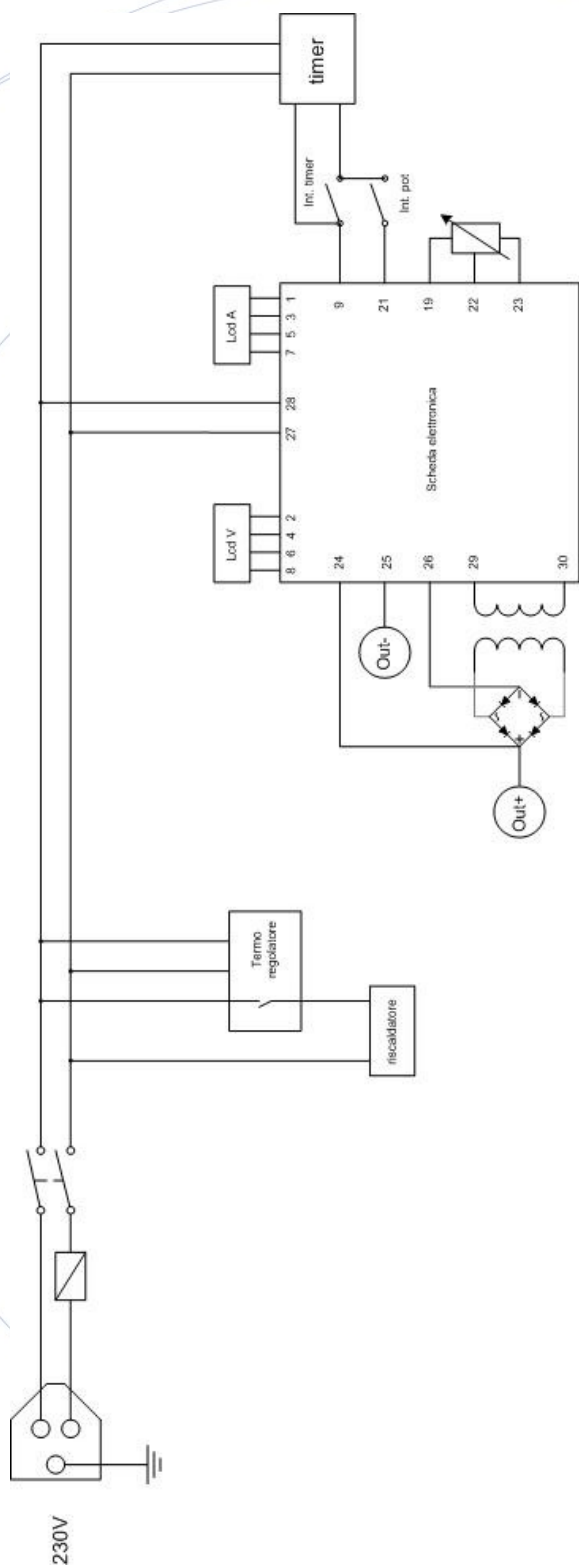 230V
Termo
regolatore
riscaldatore
Out+
Out-
Lcd V
8 6 4 2
27 28
Lcd A
7 5 3 1
24
25
26
29
30
Scheda elettronica
9
21
19
22
23
Int. timer
Int. pot
timer